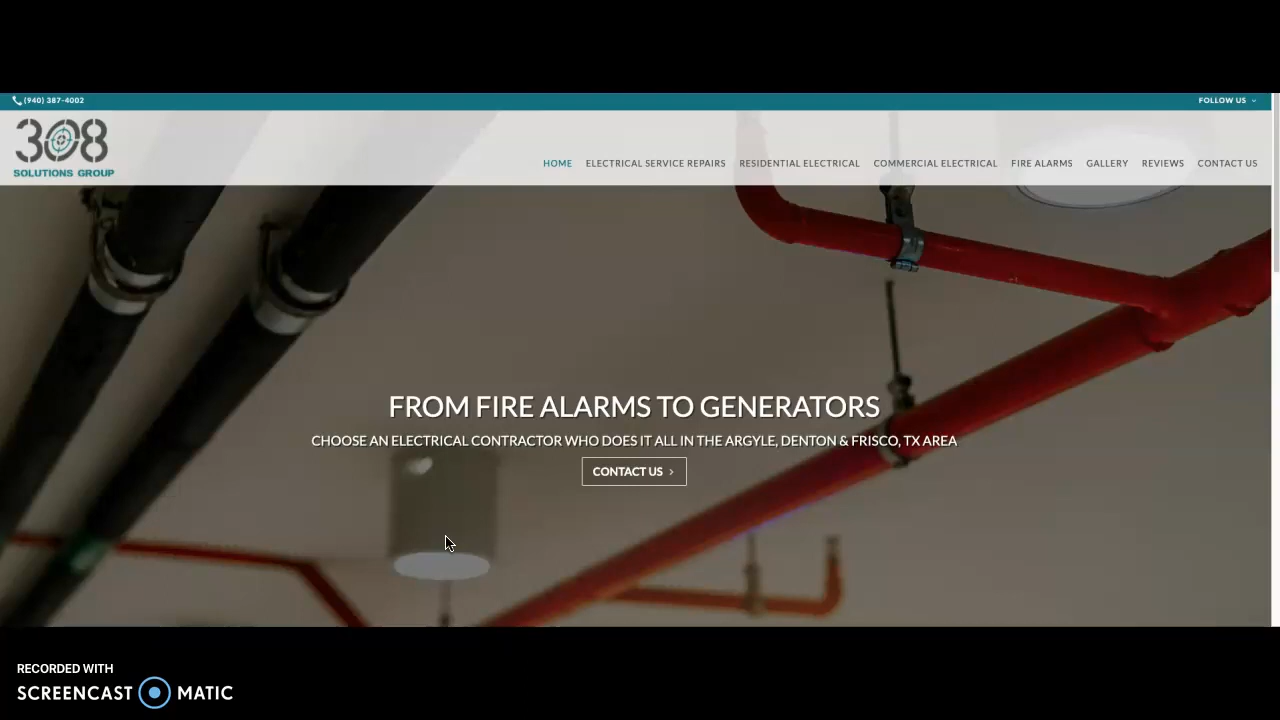 (940) 387-4002
FOLLOW US
308
SOLUTIONS GROUP
HOME ELECTRICAL SERVICE REPAIRS RESIDENTIAL ELECTRICAL COMMERCIAL ELECTRICAL FIRE ALARMS GALLERY REVIEWS CONTACT US
FROM FIRE ALARMS TO GENERATORS
CHOOSE AN ELECTRICAL CONTRACTOR WHO DOES IT ALL IN THE ARGYLE, DENTON & FRISCO, TX AREA
CONTACT US
RECORDED WITH
SCREENCAST MATIC